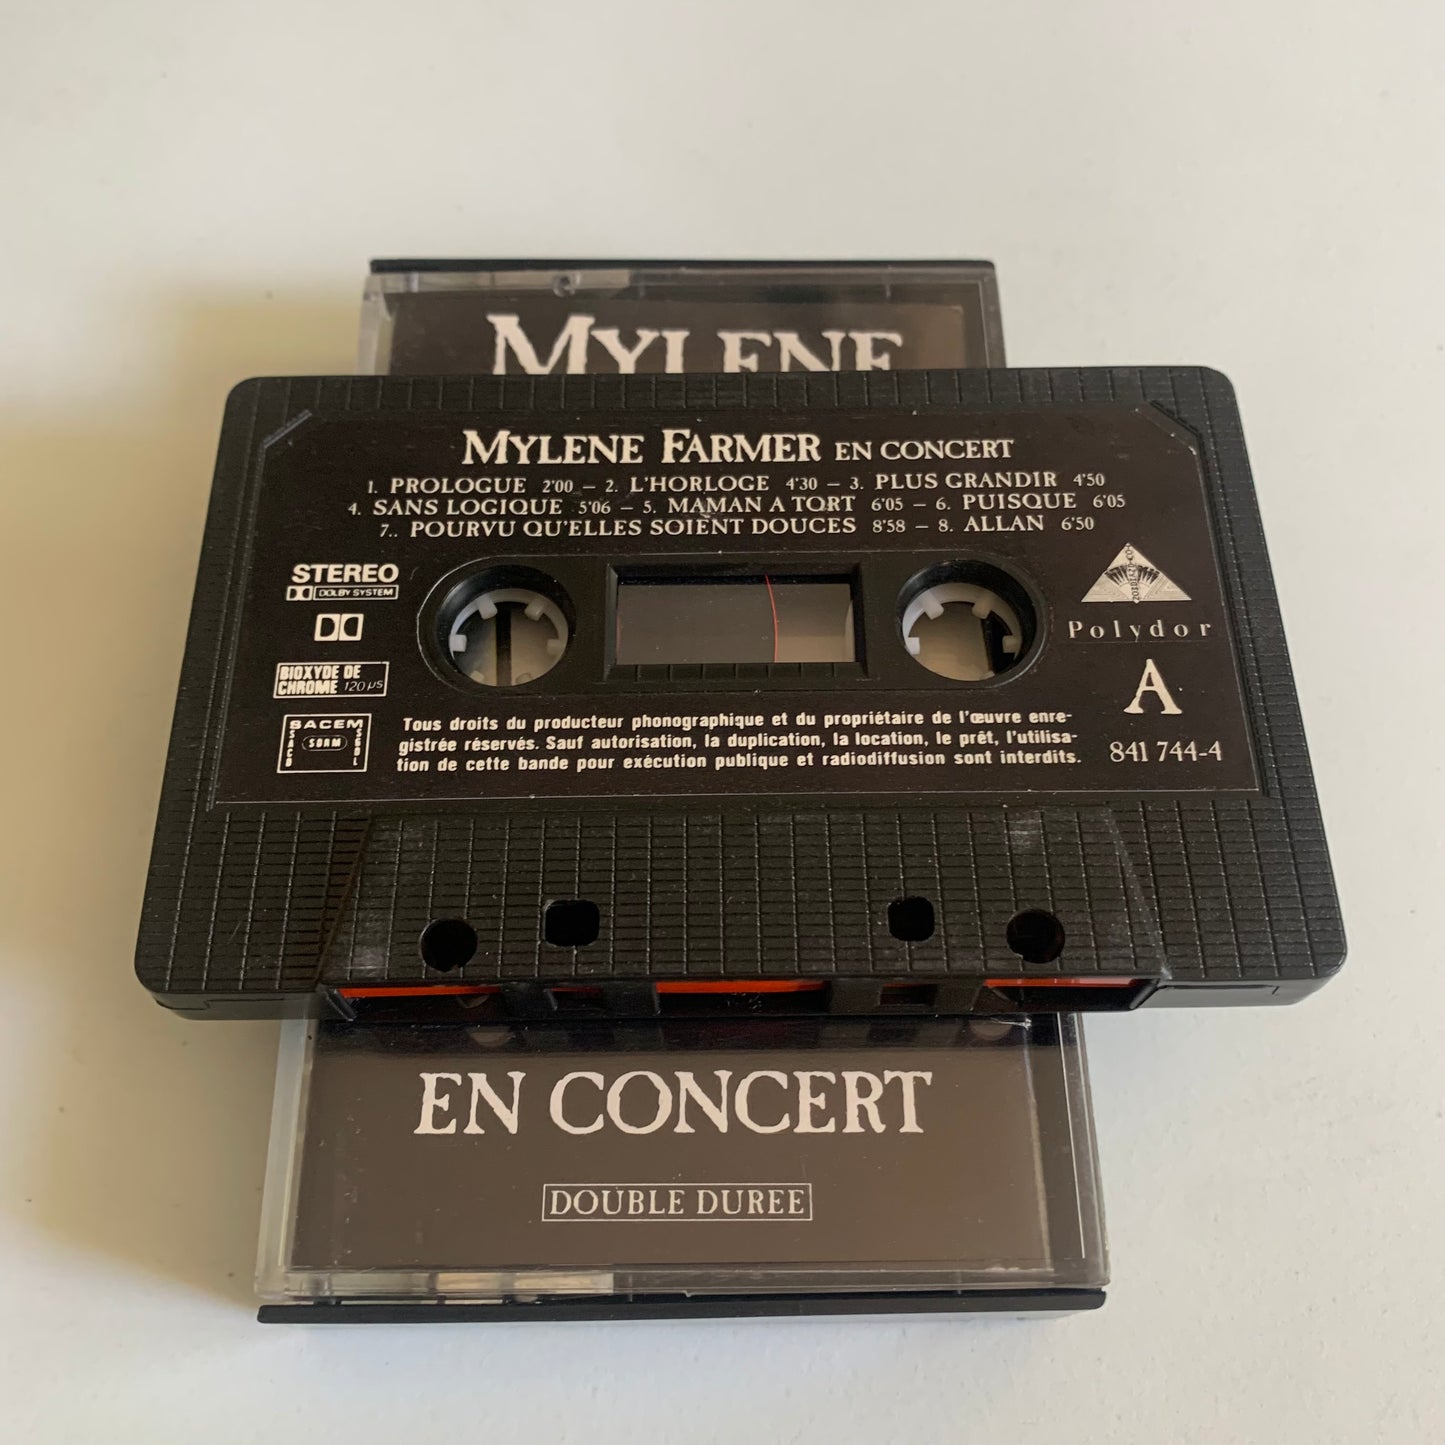 MYLENE
MYLENE FARMER EN CONCERT
1. PROLOGUE 2'00 – 2. L'HORLOGE 4'30 – 3. PLUS GRANDIR 4'50
4. SANS LOGIQUE 5'06 – 5. MAMAN A TORT 6'05 – 6. PUISQUE 6'05
7.. POURVU QU'ELLES SOIENT DOUCES 8'58 – 8. ALLAN 6'50
STEREO
DOLBY SYSTEM
BIOXYDE DE
CHROME 120 µs
Polydor
A
841 744-4
SACEM
SDRM
Tous droits du producteur phonographique et du propriétaire de l'œuvre enre-
gistrée réservés. Sauf autorisation, la duplication, la location, le prêt, l'utilisa-
tion de cette bande pour exécution publique et radiodiffusion sont interdits.
EN CONCERT
DOUBLE DUREE